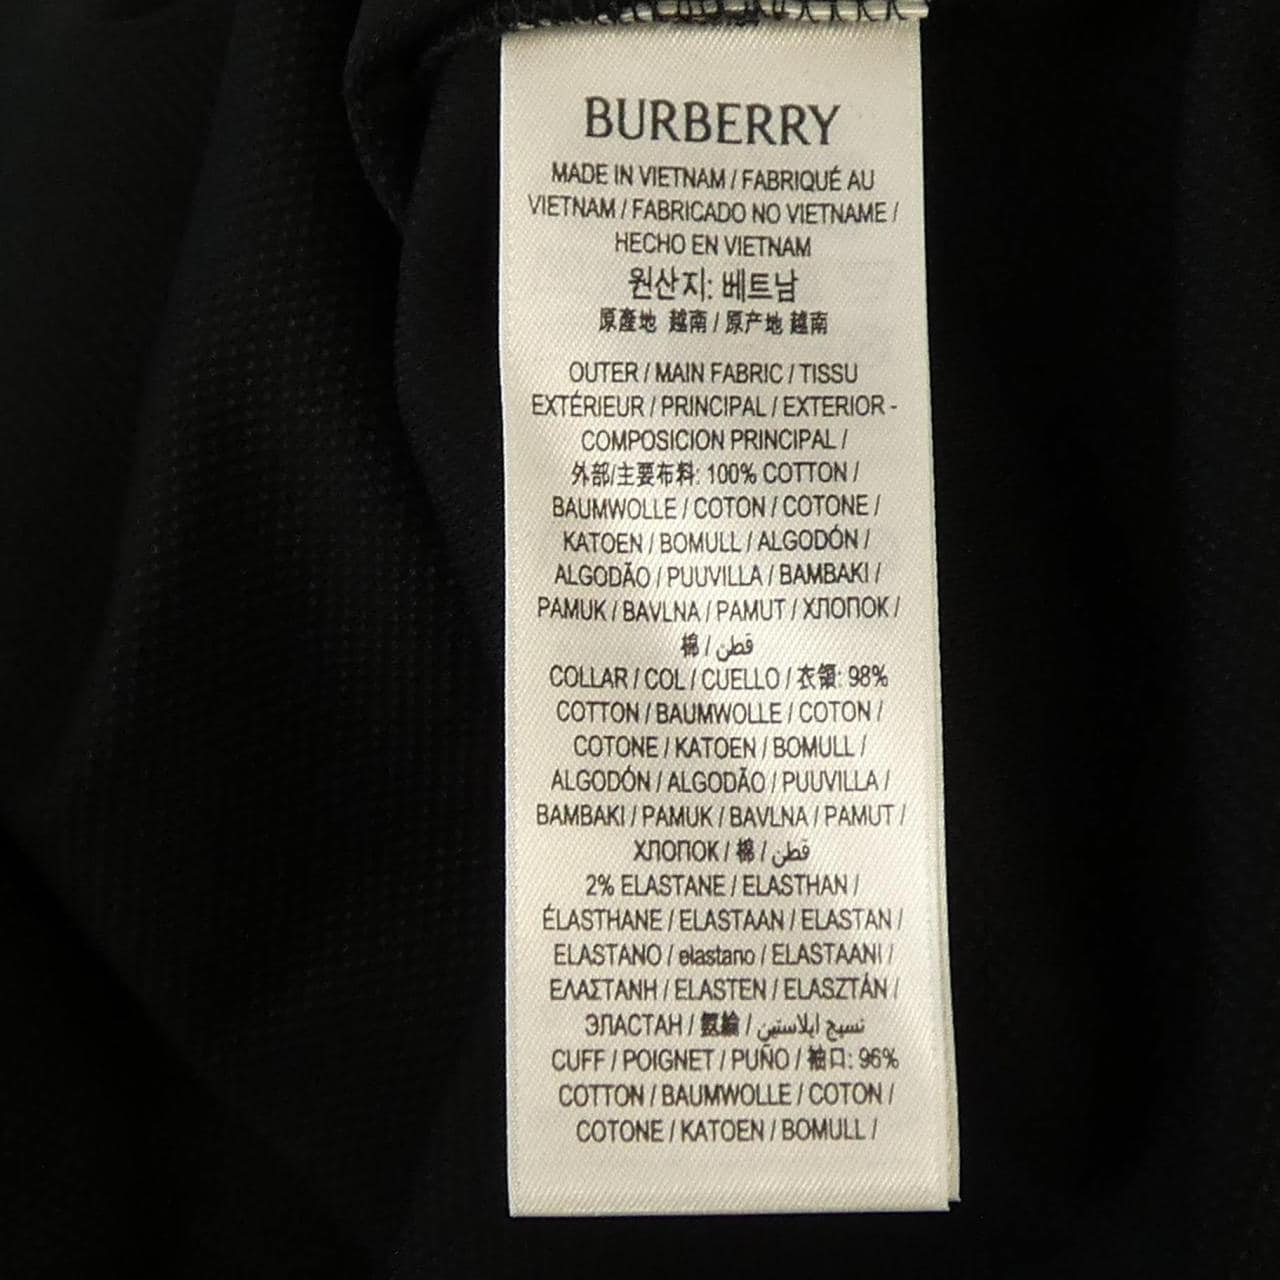 BURBERRY
MADE IN VIETNAM / FABRIQUÉ AU
VIETNAM / FABRICADO NO VIETNAME /
HECHO EN VIETNAM
원산지: 베트남
原產地 越南 / 原产地 越南
OUTER / MAIN FABRIC / TISSU
EXTÉRIEUR / PRINCIPAL / EXTERIOR -
COMPOSICION PRINCIPAL /
外部/主要布料: 100% COTTON /
BAUMWOLLE / COTON / COTONE /
KATOEN / BOMULL / ALGODÓN /
ALGODÃO / PUUVILLA / BAMBAKI /
PAMUK / BAVLNA / PAMUT / ХЛОПОК /
棉 / قطن
COLLAR / COL / CUELLO / 衣領: 98%
COTTON / BAUMWOLLE / COTON /
COTONE / KATOEN / BOMULL /
ALGODÓN / ALGODÃO / PUUVILLA /
BAMBAKI / PAMUK / BAVLNA / PAMUT /
ХЛОПОК / 棉 / قطن
2% ELASTANE / ELASTHAN /
ÉLASTHANE / ELASTAAN / ELASTAN /
ELASTANO / elastano / ELASTAANI /
ΕΛΑΣΤΑΝΗ / ELASTEN / ELASZTÁN /
ЭЛАСТАН / 氨綸 / نسيج ايلاستين
CUFF / POIGNET / PUÑO / 袖口: 96%
COTTON / BAUMWOLLE / COTON /
COTONE / KATOEN / BOMULL /